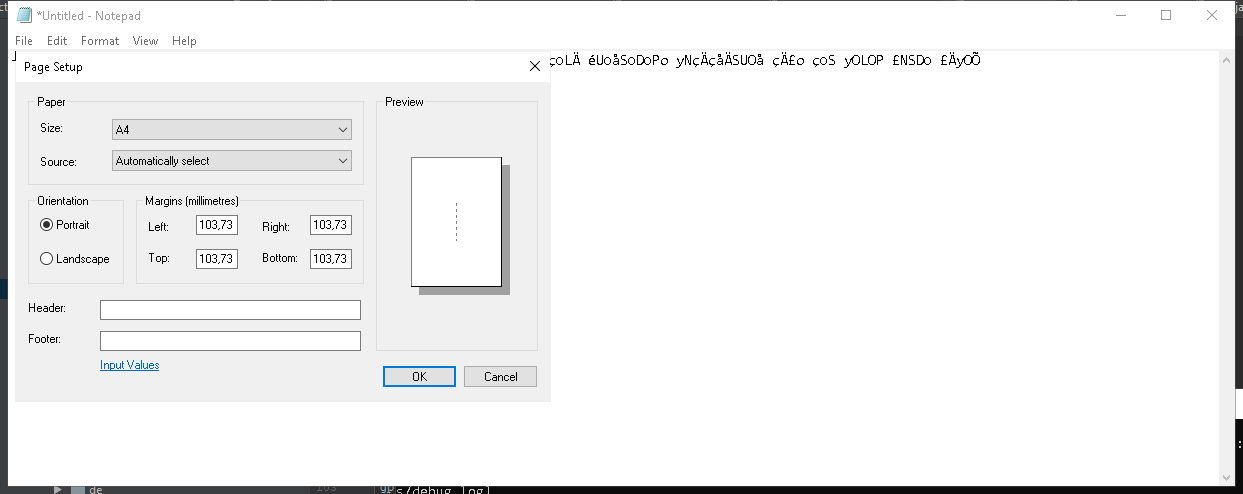 *Untitled - Notepad
File Edit Format View Help
çoLÄ éUoåSoDoPo yNçÄçåÄSUOå çÄ£o çoS yOLOP £NSDo £ÄyOÕ
Page Setup
Paper
Size: A4
Source: Automatically select
Orientation
Portrait
Landscape
Margins (millimetres)
Left: 103,73 Right: 103,73
Top: 103,73 Bottom: 103,73
Header:
Footer:
Input Values
Preview
OK Cancel
de
s/debug.log